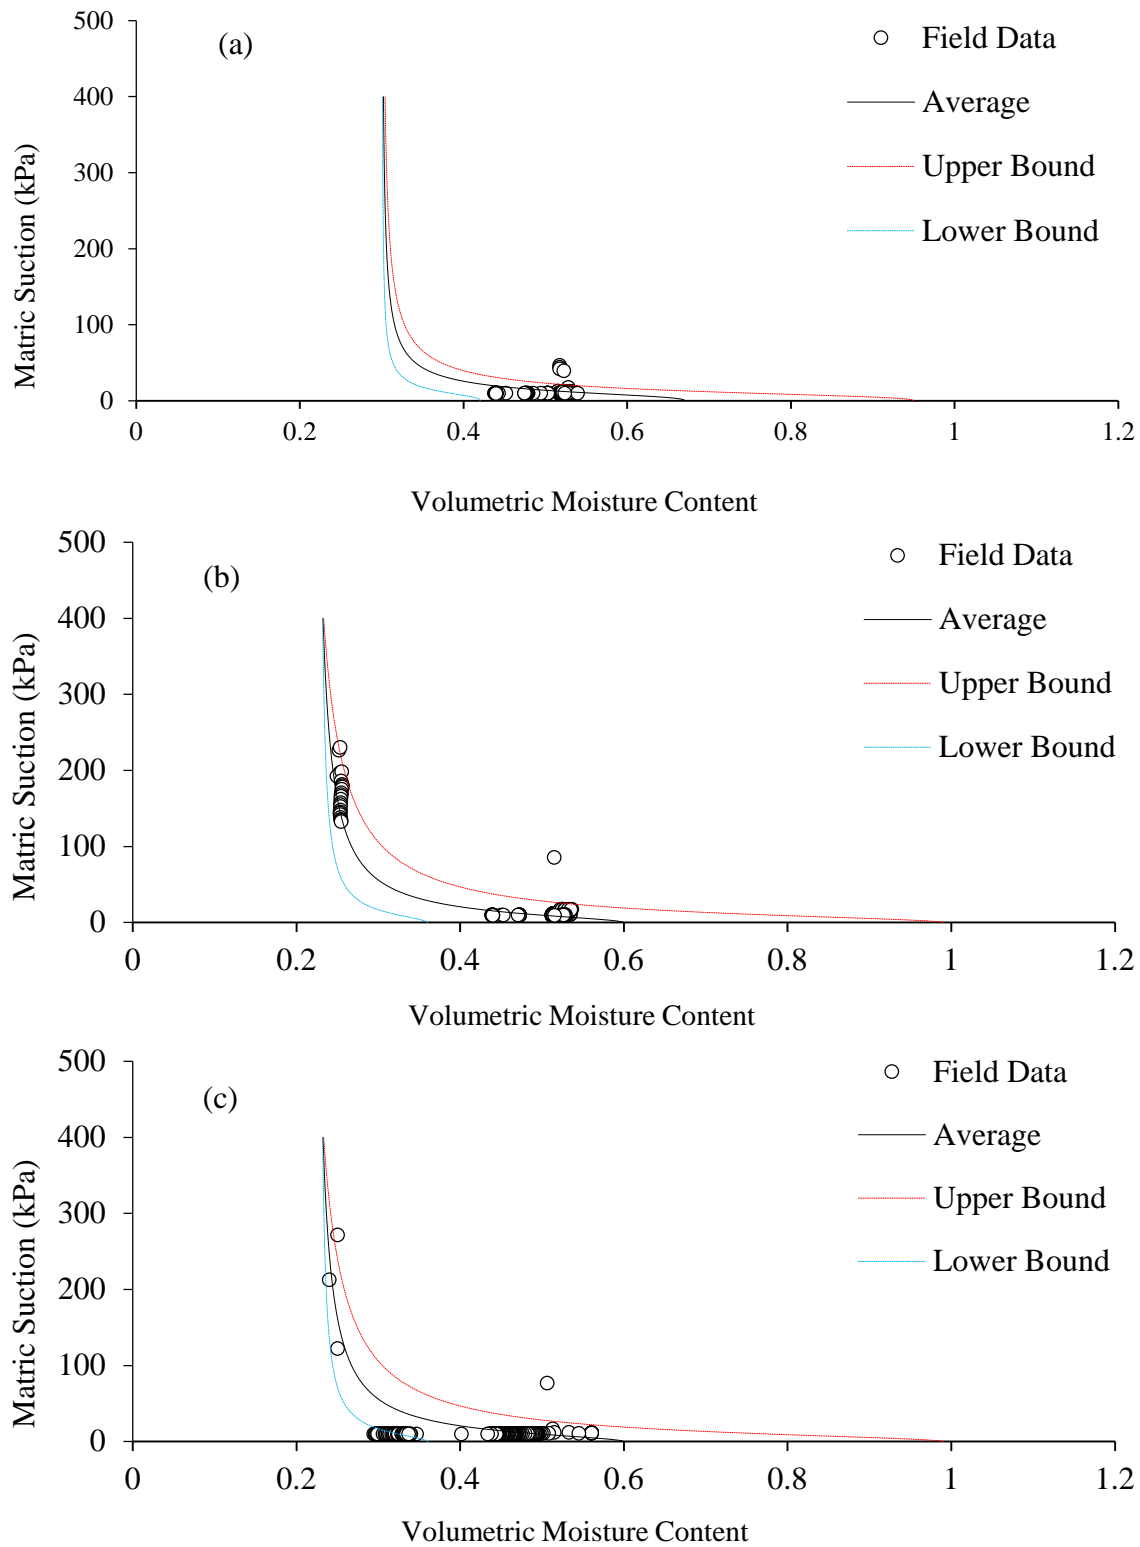 500
(a)
Field Data
400
Average
300
Upper Bound
200
Lower Bound
100
0
Matric Suction (kPa)
0 0.2 0.4 0.6 0.8 1 1.2
Volumetric Moisture Content
500
(b)
Field Data
400
Average
300
Upper Bound
200
Lower Bound
100
0
Matric Suction (kPa)
0 0.2 0.4 0.6 0.8 1 1.2
Volumetric Moisture Content
500
(c)
Field Data
400
Average
300
Upper Bound
200
Lower Bound
100
0
Matric Suction (kPa)
0 0.2 0.4 0.6 0.8 1 1.2
Volumetric Moisture Content